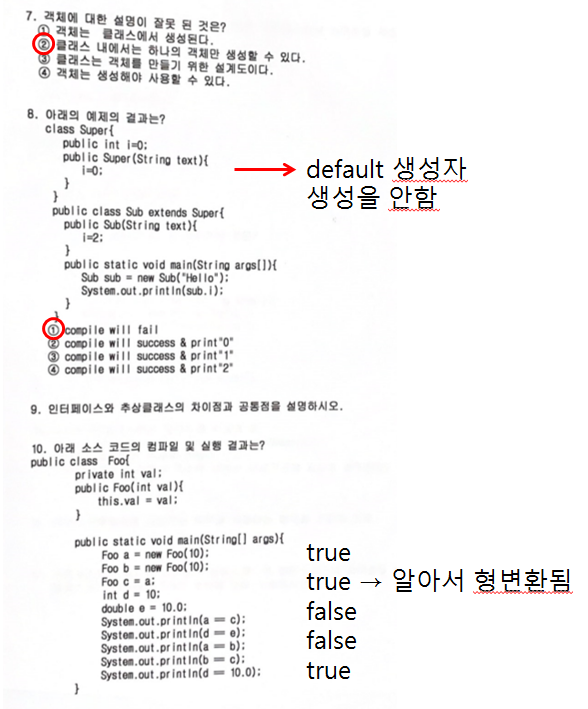 7. 객체에 대한 설명이 잘못 된 것은?
① 객체는 클래스에서 생성된다.
② 클래스 내에서는 하나의 객체만 생성할 수 있다.
③ 클래스는 객체를 만들기 위한 설계도이다.
④ 객체는 생성해야 사용할 수 있다.
8. 아래의 예제의 결과는?
class Super{
public int i=0;
public Super(String text){
i=0;
}
}
default 생성자
생성을 안함
public class Sub extends Super{
public Sub(String text){
i=2;
}
public static void main(String args[]){
Sub sub = new Sub("Hello");
System.out.println(sub.i);
}
}
① compile will fail
② compile will success & print"0"
③ compile will success & print"1"
④ compile will success & print"2"
9. 인터페이스와 추상클래스의 차이점과 공통점을 설명하시오.
10. 아래 소스 코드의 컴파일 및 실행 결과는?
public class Foo{
private int val;
public Foo(int val){
this.val = val;
}
public static void main(String[] args){
Foo a = new Foo(10);
Foo b = new Foo(10);
Foo c = a;
int d = 10;
double e = 10.0;
System.out.println(a == c);
System.out.println(d == e);
System.out.println(a == b);
System.out.println(b == c);
System.out.println(d == 10.0);
}
true
true → 알아서 형변환됨
false
false
true